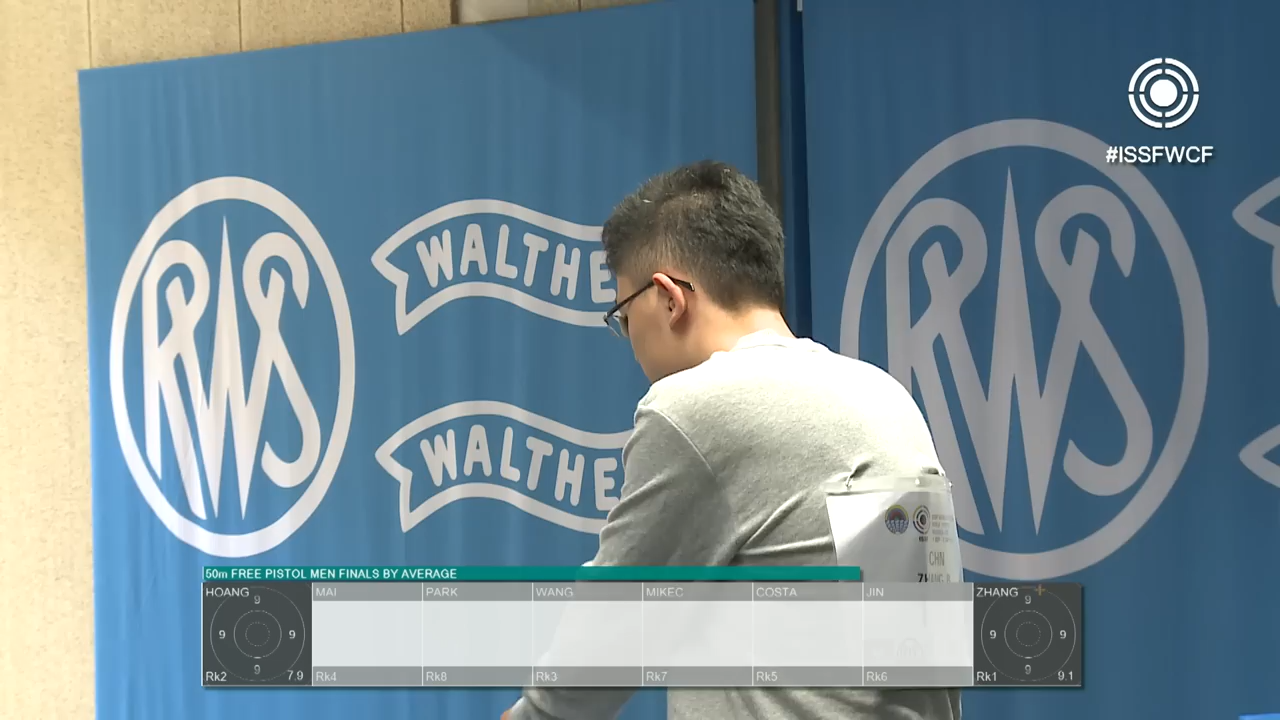 #ISSFWCF
RWS
WALTHE
WALTHE
RWS
CHN
50m FREE PISTOL MEN FINALS BY AVERAGE
HOANG MAI PARK WANG MIKEC COSTA JIN ZHANG
9 9
9 9 9 9
9 9
Rk2 7.9 Rk4 Rk8 Rk3 Rk7 Rk5 Rk6 Rk1 9.1